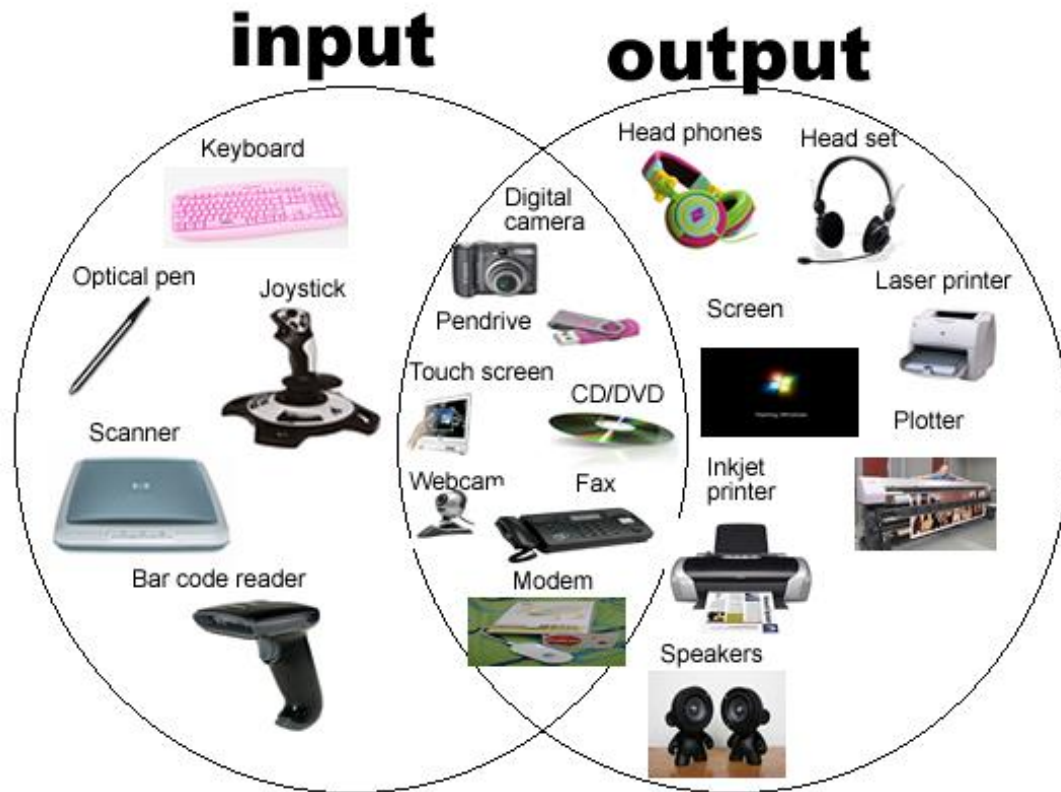 input
output
Keyboard
Head phones
Head set
Digital
camera
Optical pen
Joystick
Laser printer
Pendrive
Screen
Touch screen
CD/DVD
Plotter
Scanner
Inkjet
printer
Webcam
Fax
Bar code reader
Modem
Speakers